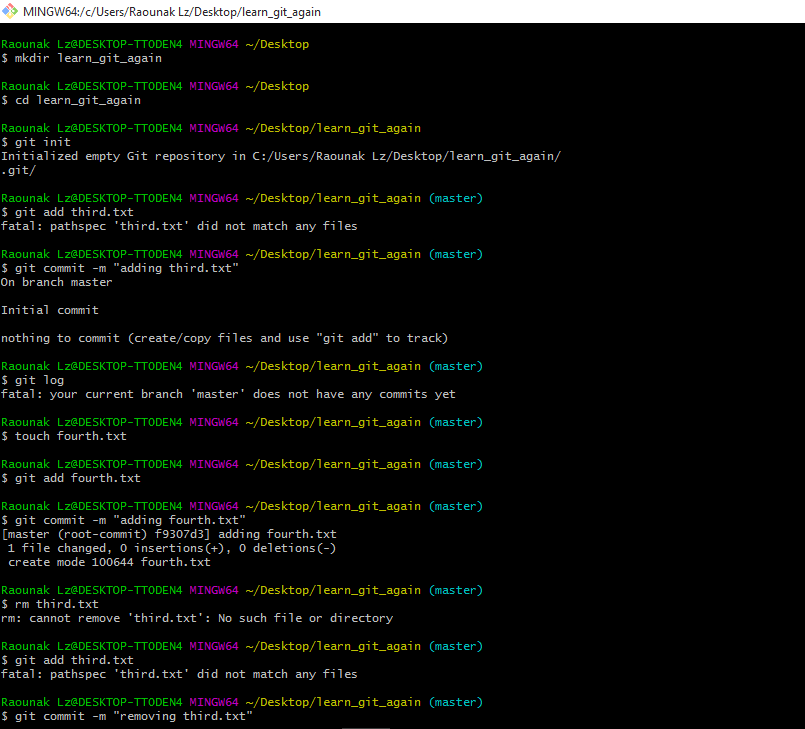 MINGW64:/c/Users/Raounak Lz/Desktop/learn_git_again
Raounak Lz@DESKTOP-TTODEN4 MINGW64 ~/Desktop
$ mkdir learn_git_again
Raounak Lz@DESKTOP-TTODEN4 MINGW64 ~/Desktop
$ cd learn_git_again
Raounak Lz@DESKTOP-TTODEN4 MINGW64 ~/Desktop/learn_git_again
$ git init
Initialized empty Git repository in C:/Users/Raounak Lz/Desktop/learn_git_again/
.git/
Raounak Lz@DESKTOP-TTODEN4 MINGW64 ~/Desktop/learn_git_again (master)
$ git add third.txt
fatal: pathspec 'third.txt' did not match any files
Raounak Lz@DESKTOP-TTODEN4 MINGW64 ~/Desktop/learn_git_again (master)
$ git commit -m "adding third.txt"
On branch master
Initial commit
nothing to commit (create/copy files and use "git add" to track)
Raounak Lz@DESKTOP-TTODEN4 MINGW64 ~/Desktop/learn_git_again (master)
$ git log
fatal: your current branch 'master' does not have any commits yet
Raounak Lz@DESKTOP-TTODEN4 MINGW64 ~/Desktop/learn_git_again (master)
$ touch fourth.txt
Raounak Lz@DESKTOP-TTODEN4 MINGW64 ~/Desktop/learn_git_again (master)
$ git add fourth.txt
Raounak Lz@DESKTOP-TTODEN4 MINGW64 ~/Desktop/learn_git_again (master)
$ git commit -m "adding fourth.txt"
[master (root-commit) f9307d3] adding fourth.txt
 1 file changed, 0 insertions(+), 0 deletions(-)
 create mode 100644 fourth.txt
Raounak Lz@DESKTOP-TTODEN4 MINGW64 ~/Desktop/learn_git_again (master)
$ rm third.txt
rm: cannot remove 'third.txt': No such file or directory
Raounak Lz@DESKTOP-TTODEN4 MINGW64 ~/Desktop/learn_git_again (master)
$ git add third.txt
fatal: pathspec 'third.txt' did not match any files
Raounak Lz@DESKTOP-TTODEN4 MINGW64 ~/Desktop/learn_git_again (master)
$ git commit -m "removing third.txt"